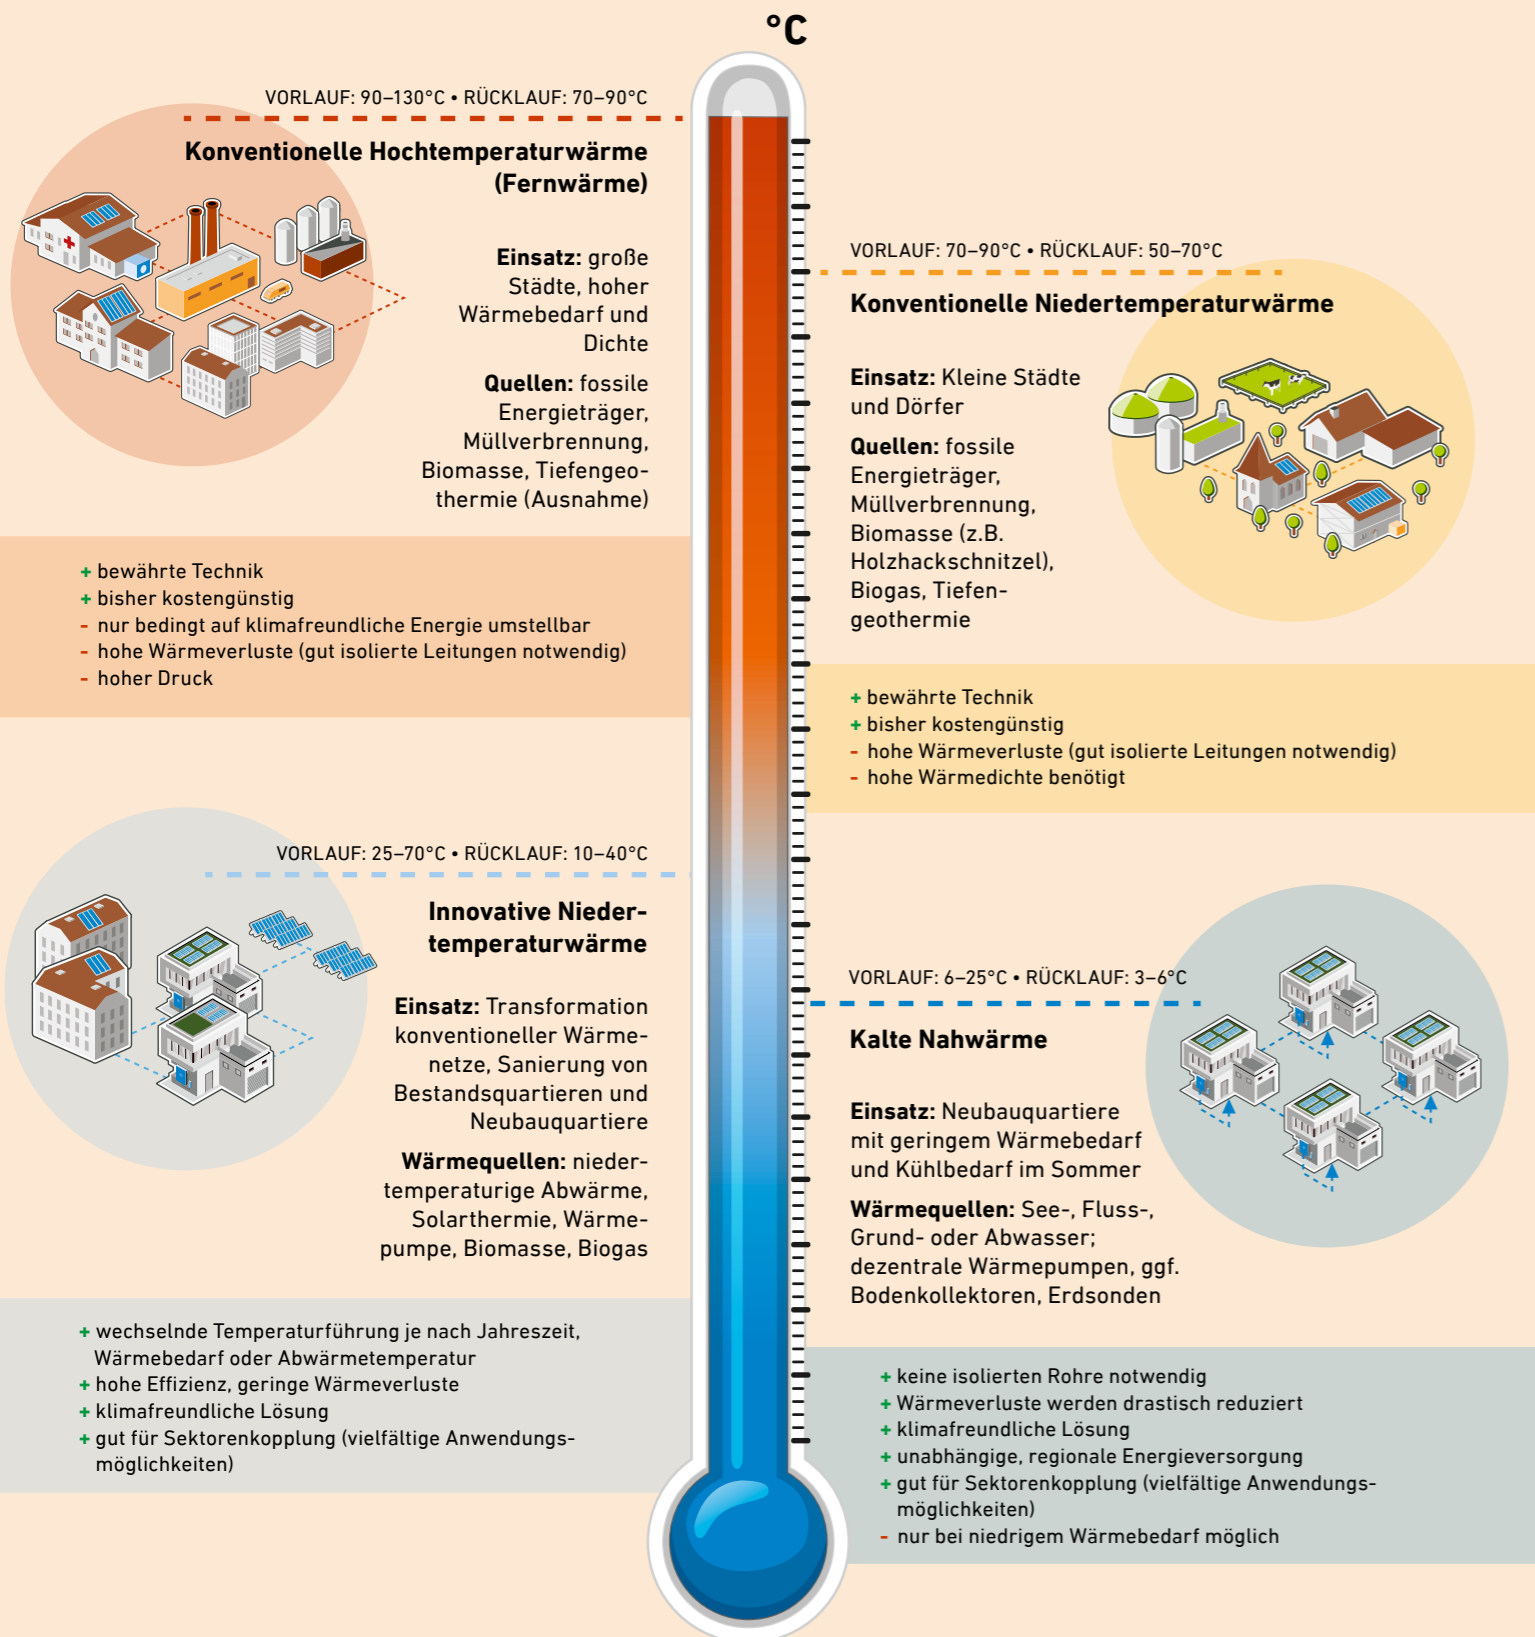 °C
VORLAUF: 90–130°C • RÜCKLAUF: 70–90°C
Konventionelle Hochtemperaturwärme
(Fernwärme)
Einsatz: große
Städte, hoher
Wärmebedarf und
Dichte
Quellen: fossile
Energieträger,
Müllverbrennung,
Biomasse, Tiefengeo-
thermie (Ausnahme)
+ bewährte Technik
+ bisher kostengünstig
- nur bedingt auf klimafreundliche Energie umstellbar
- hohe Wärmeverluste (gut isolierte Leitungen notwendig)
- hoher Druck
VORLAUF: 70–90°C • RÜCKLAUF: 50–70°C
Konventionelle Niedertemperaturwärme
Einsatz: Kleine Städte
und Dörfer
Quellen: fossile
Energieträger,
Müllverbrennung,
Biomasse (z.B.
Holzhackschnitzel),
Biogas, Tiefen-
geothermie
+ bewährte Technik
+ bisher kostengünstig
- hohe Wärmeverluste (gut isolierte Leitungen notwendig)
- hohe Wärmedichte benötigt
VORLAUF: 25–70°C • RÜCKLAUF: 10–40°C
Innovative Nieder-
temperaturwärme
Einsatz: Transformation
konventioneller Wärme-
netze, Sanierung von
Bestandsquartieren und
Neubauquartiere
Wärmequellen: nieder-
temperaturige Abwärme,
Solarthermie, Wärme-
pumpe, Biomasse, Biogas
+ wechselnde Temperaturführung je nach Jahreszeit,
Wärmebedarf oder Abwärmetemperatur
+ hohe Effizienz, geringe Wärmeverluste
+ klimafreundliche Lösung
+ gut für Sektorenkopplung (vielfältige Anwendungs-
möglichkeiten)
VORLAUF: 6–25°C • RÜCKLAUF: 3–6°C
Kalte Nahwärme
Einsatz: Neubauquartiere
mit geringem Wärmebedarf
und Kühlbedarf im Sommer
Wärmequellen: See-, Fluss-,
Grund- oder Abwasser;
dezentrale Wärmepumpen, ggf.
Bodenkollektoren, Erdsonden
+ keine isolierten Rohre notwendig
+ Wärmeverluste werden drastisch reduziert
+ klimafreundliche Lösung
+ unabhängige, regionale Energieversorgung
+ gut für Sektorenkopplung (vielfältige Anwendungs-
möglichkeiten)
- nur bei niedrigem Wärmebedarf möglich